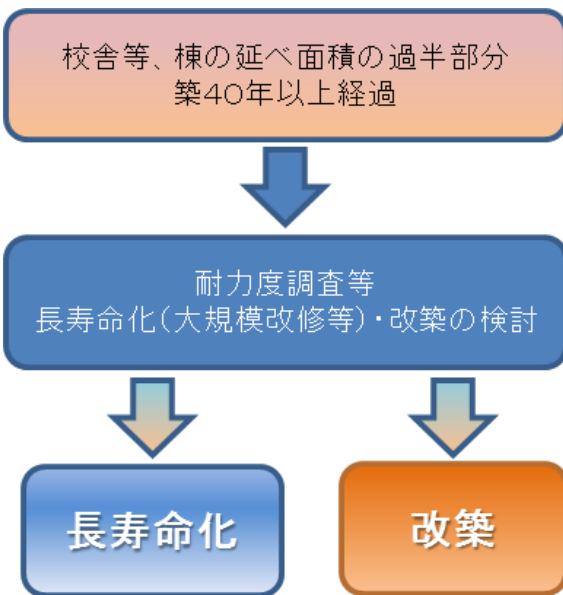 校舎等、棟の延べ面積の過半部分
築40年以上経過
耐力度調査等
長寿命化(大規模改修等)・改築の検討
長寿命化
改築